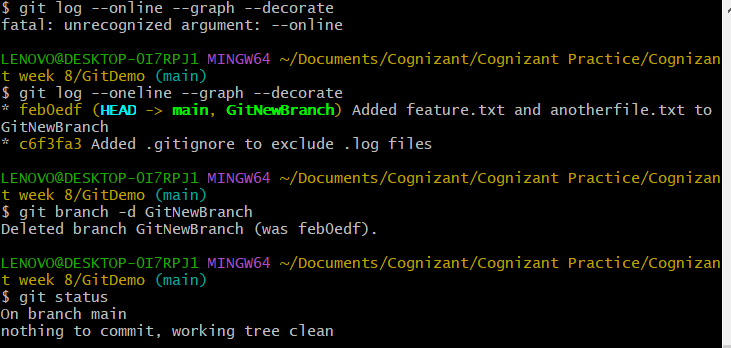 $ git log --online --graph --decorate
fatal: unrecognized argument: --online

LENOVO@DESKTOP-OI7RPJ1 MINGW64 ~/Documents/Cognizant/Cognizant Practice/Cognizan
t week 8/GitDemo (main)
$ git log --oneline --graph --decorate
* feb0edf (HEAD -> main, GitNewBranch) Added feature.txt and anotherfile.txt to
GitNewBranch
* c6f3fa3 Added .gitignore to exclude .log files

LENOVO@DESKTOP-OI7RPJ1 MINGW64 ~/Documents/Cognizant/Cognizant Practice/Cognizan
t week 8/GitDemo (main)
$ git branch -d GitNewBranch
Deleted branch GitNewBranch (was feb0edf).

LENOVO@DESKTOP-OI7RPJ1 MINGW64 ~/Documents/Cognizant/Cognizant Practice/Cognizan
t week 8/GitDemo (main)
$ git status
On branch main
nothing to commit, working tree clean